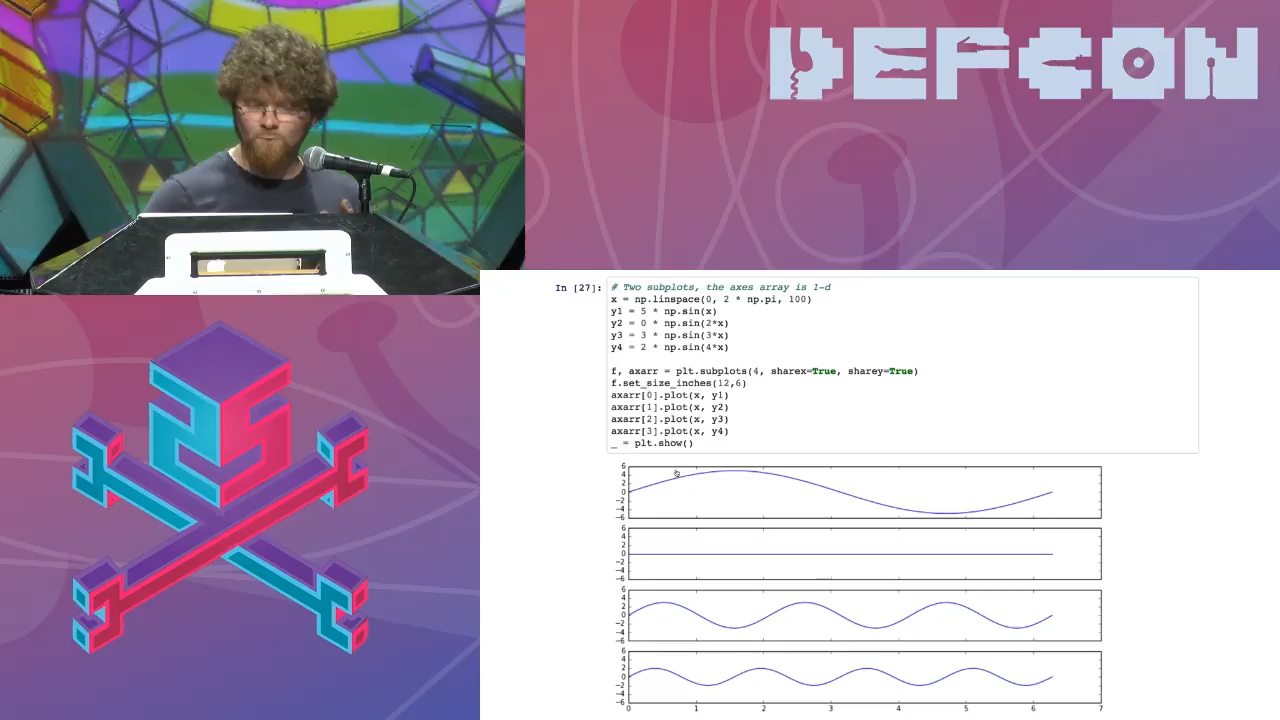 DEFCON
In [27]:
# Two subplots, the axes array is 1-d
x = np.linspace(0, 2 * np.pi, 100)
y1 = 5 * np.sin(x)
y2 = 0 * np.sin(2*x)
y3 = 3 * np.sin(3*x)
y4 = 2 * np.sin(4*x)
f, axarr = plt.subplots(4, sharex=True, sharey=True)
f.set_size_inches(12,6)
axarr[0].plot(x, y1)
axarr[1].plot(x, y2)
axarr[2].plot(x, y3)
axarr[3].plot(x, y4)
_ = plt.show()
6
4
2
0
−2
−4
−6
6
4
2
0
−2
−4
−6
6
4
2
0
−2
−4
−6
6
4
2
0
−2
−4
−6
0 1 2 3 4 5 6 7
25